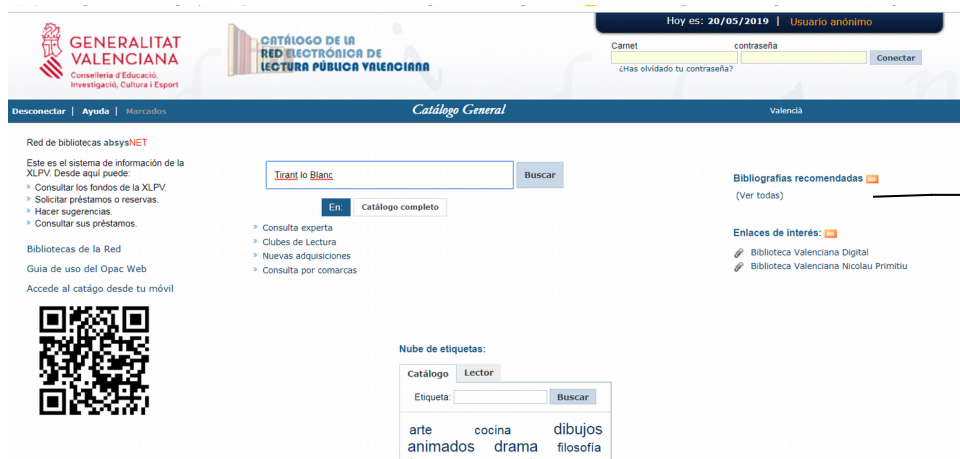 Hoy es: 20/05/2019 | Usuario anónimo
GENERALITAT
VALENCIANA
Conselleria d'Educació,
Investigació, Cultura i Esport
CATÁLOGO DE LA
RED ELECTRÓNICA DE
LECTURA PÚBLICA VALENCIANA
Carnet contraseña
Conectar
¿Has olvidado tu contraseña?
Desconectar | Ayuda | Marcados
Catálogo General
Valencià
Red de bibliotecas absysNET
Este es el sistema de información de la
XLPV. Desde aquí puede:
Consultar los fondos de la XLPV.
Solicitar préstamos o reservas.
Hacer sugerencias.
Consultar sus préstamos.
Bibliotecas de la Red
Guia de uso del Opac Web
Accede al catágo desde tu móvil
Tirant lo Blanc
Buscar
En: Catálogo completo
Consulta experta
Clubes de Lectura
Nuevas adquisiciones
Consulta por comarcas
Bibliografías recomendadas
(Ver todas)
Enlaces de interés:
Biblioteca Valenciana Digital
Biblioteca Valenciana Nicolau Primitiu
Nube de etiquetas:
Catálogo Lector
Etiqueta: Buscar
arte cocina dibujos
animados drama filosofía